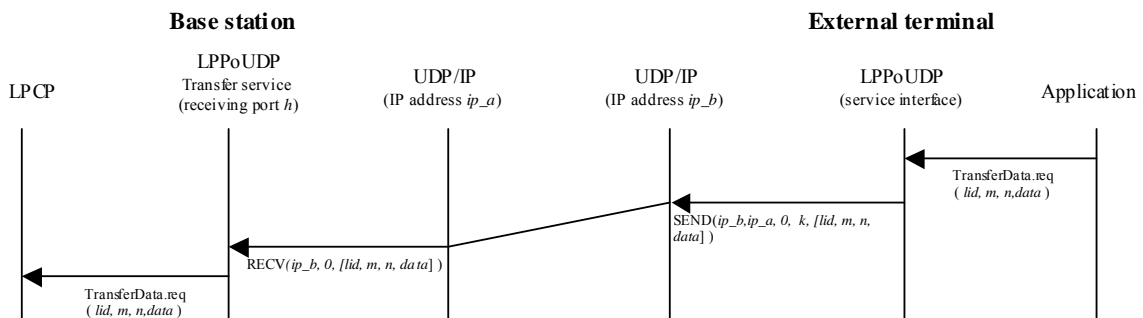 Base station
External terminal
LPCP
LPPoUDP
Transfer service
(receiving port h)
UDP/IP
(IP address ip_a)
UDP/IP
(IP address ip_b)
LPPoUDP
(service interface)
Application
TransferData.req
( lid, m, n,data )
SEND(ip_b,ip_a, 0, k, [lid, m, n,
data] )
RECV(ip_b, 0, [lid, m, n, data] )
TransferData.req
( lid, m, n,data )